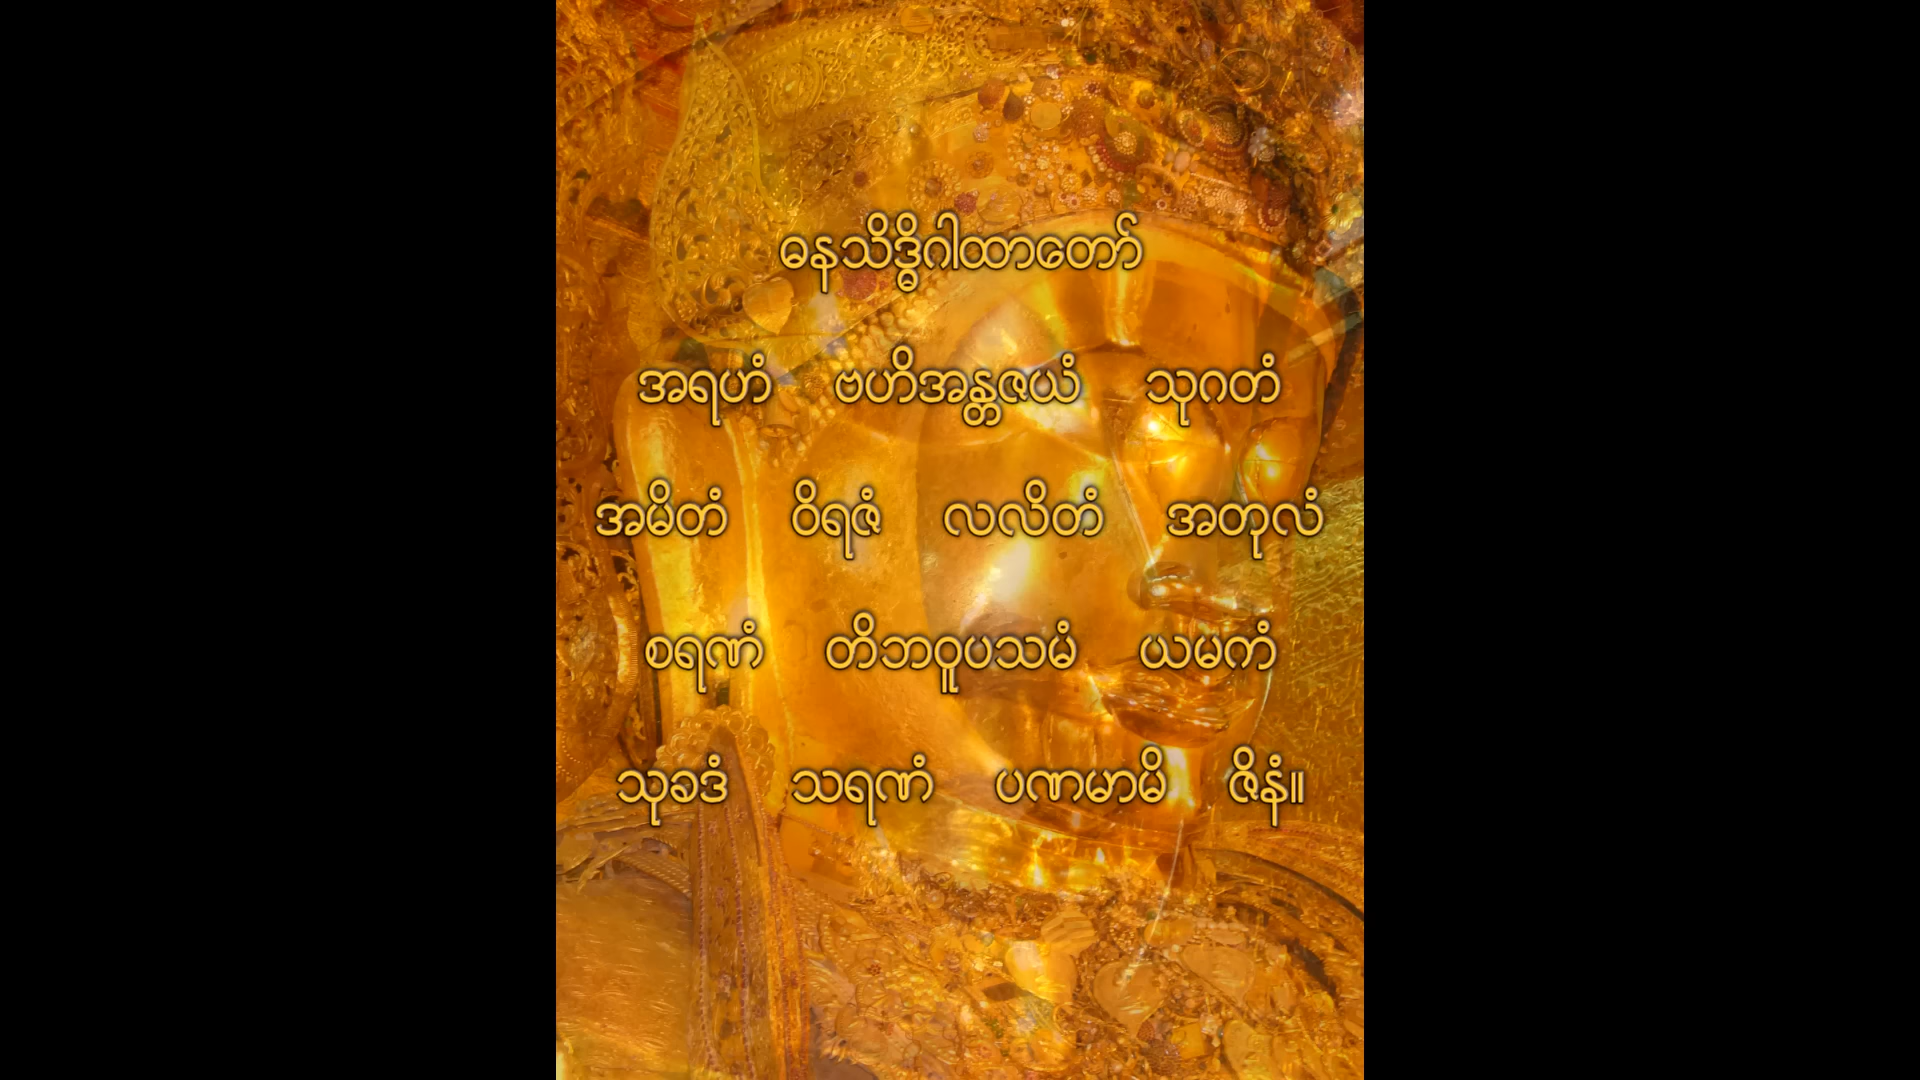 ဓနသိဒ္ဓိဂါထာတော်
အရဟံ ဗဟိအန္တဇယံ သုဂတံ
အမိတံ ဝိရဇံ လလိတံ အတုလံ
စရဏံ တိဘဝူပသမံ ယမကံ
သုခဒံ သရဏံ ပဏမာမိ ဇိနံ။